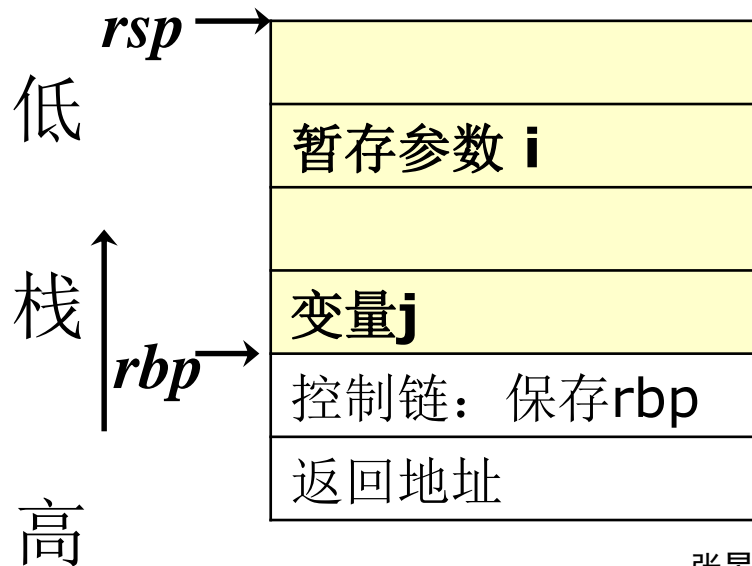 rsp
低
暂存参数 i
栈
变量j
rbp
控制链：保存rbp
返回地址
高